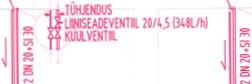 TÜHJENDUS
LIINISEADEVENTIIL 20/4,5 (348L/h)
KUULVENTIIL
2 DN 20+SI 30
DN 20+SI 30